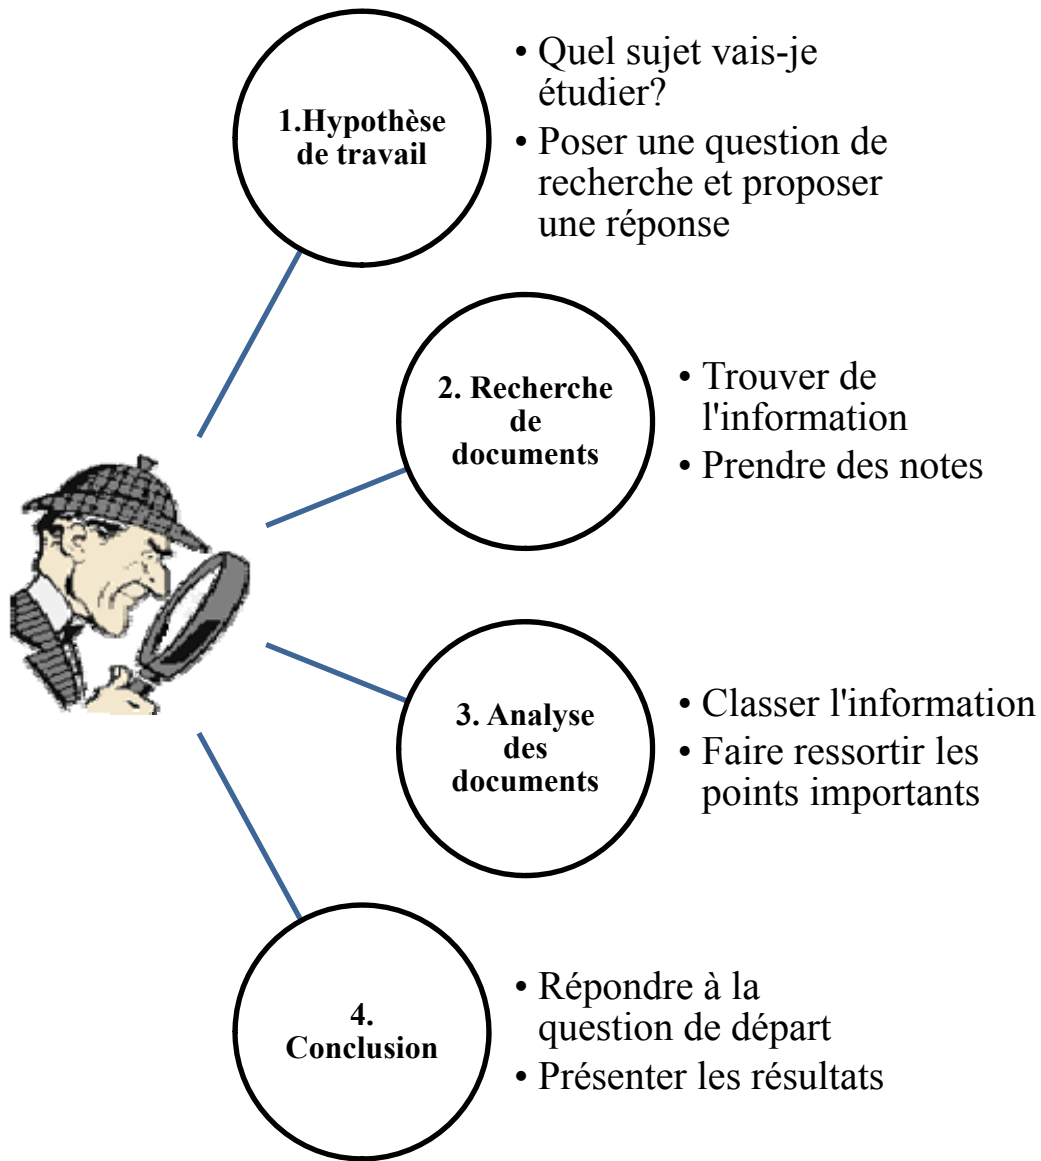 1.Hypothèse
de travail
• Quel sujet vais-je
étudier?
• Poser une question de
recherche et proposer
une réponse
2. Recherche
de
documents
• Trouver de
l'information
• Prendre des notes
3. Analyse
des
documents
• Classer l'information
• Faire ressortir les
points importants
4.
Conclusion
• Répondre à la
question de départ
• Présenter les résultats